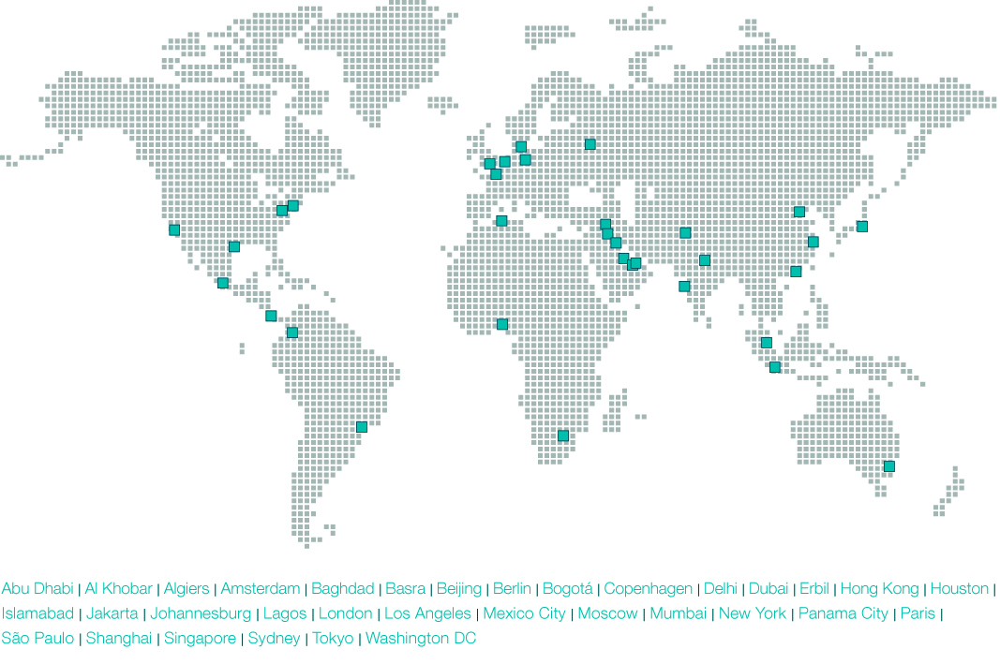 Abu Dhabi | Al Khobar | Algiers | Amsterdam | Baghdad | Basra | Beijing | Berlin | Bogotá | Copenhagen | Delhi | Dubai | Erbil | Hong Kong | Houston |
Islamabad | Jakarta | Johannesburg | Lagos | London | Los Angeles | Mexico City | Moscow | Mumbai | New York | Panama City | Paris |
São Paulo | Shanghai | Singapore | Sydney | Tokyo | Washington DC